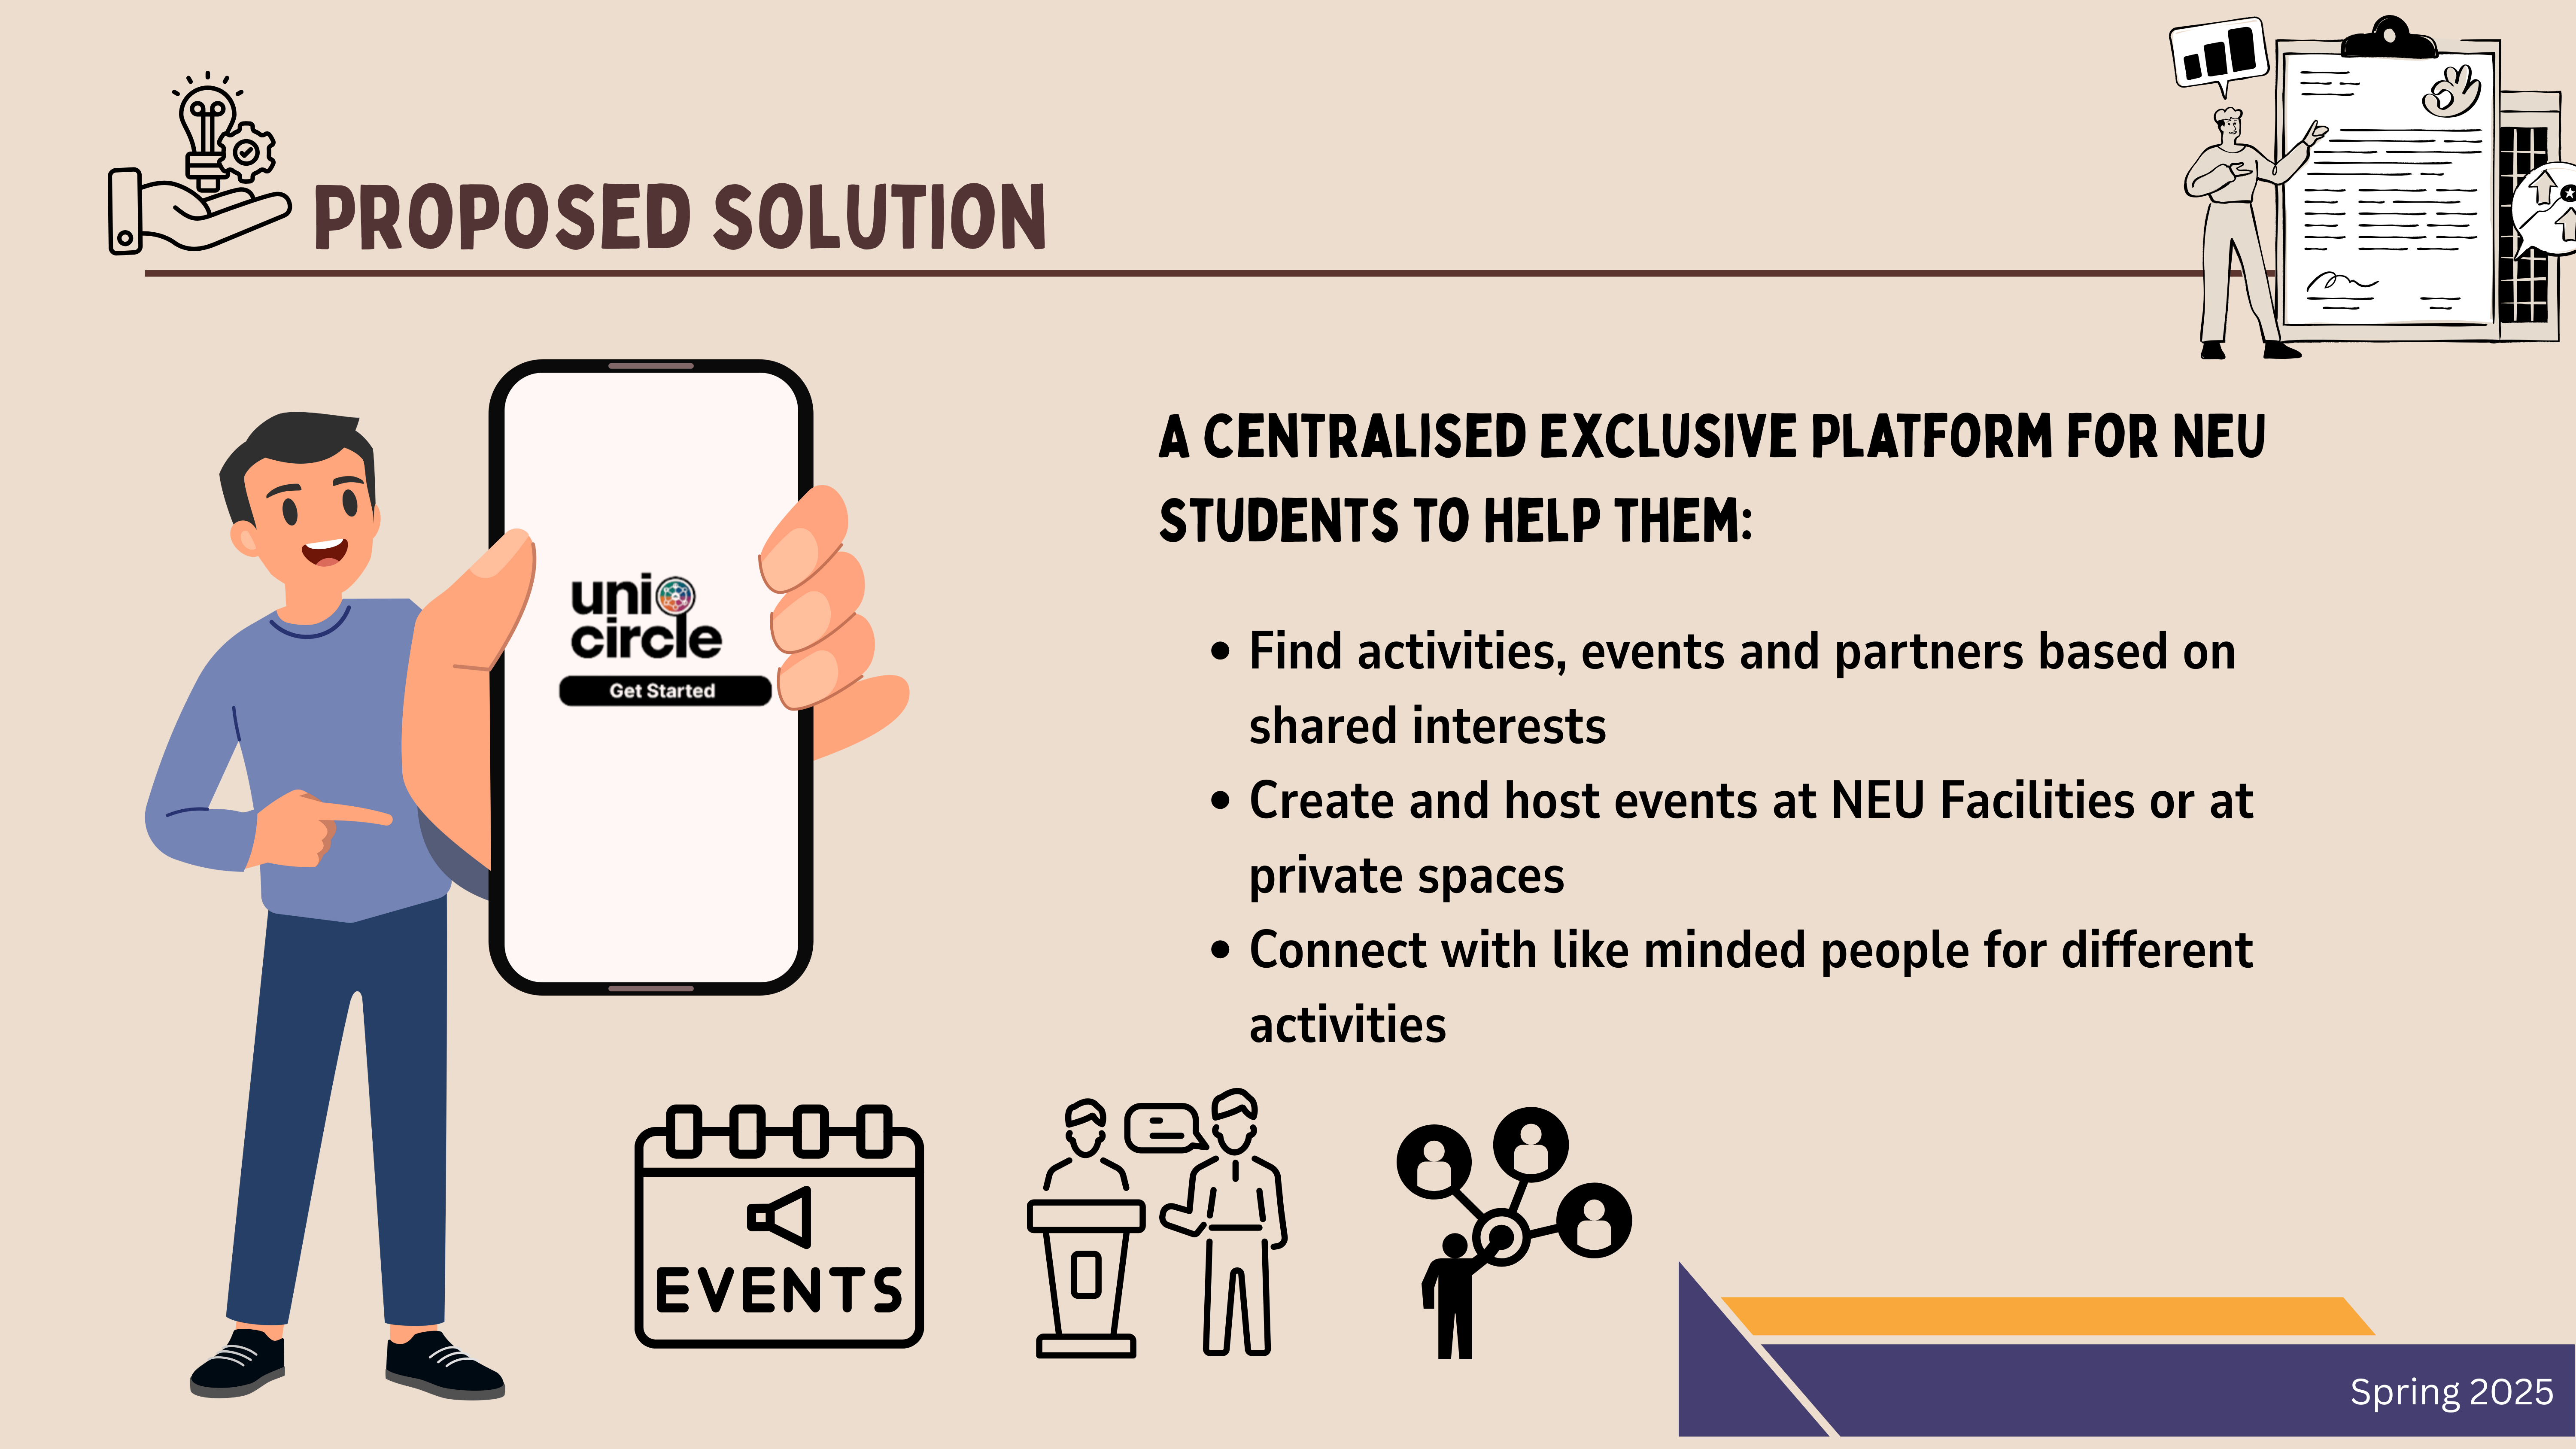 PROPOSED SOLUTION
uni
circle
Get Started
A CENTRALISED EXCLUSIVE PLATFORM FOR NEU
STUDENTS TO HELP THEM:
• Find activities, events and partners based on
shared interests
• Create and host events at NEU Facilities or at
private spaces
• Connect with like minded people for different
activities
EVENTS
Spring 2025